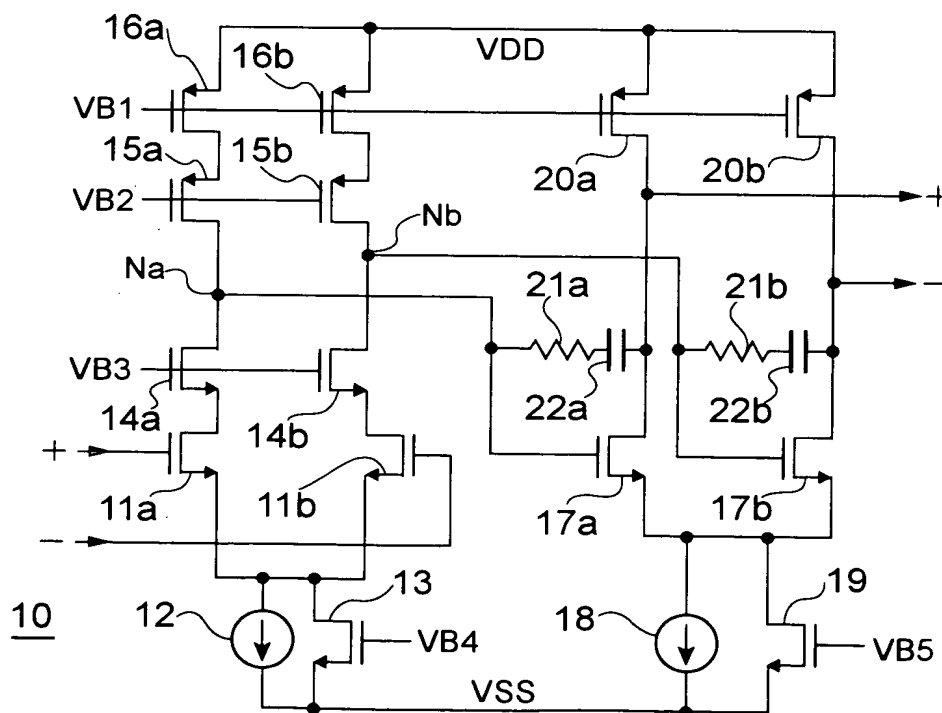 16a
VDD
16b
VB1
15a
15b
20a
20b
VB2
+
Nb
Na
−
21a
21b
VB3
22a
22b
14a
14b
+
11a
11b
17a
17b
−
13
19
10
12
18
VB4
VB5
VSS